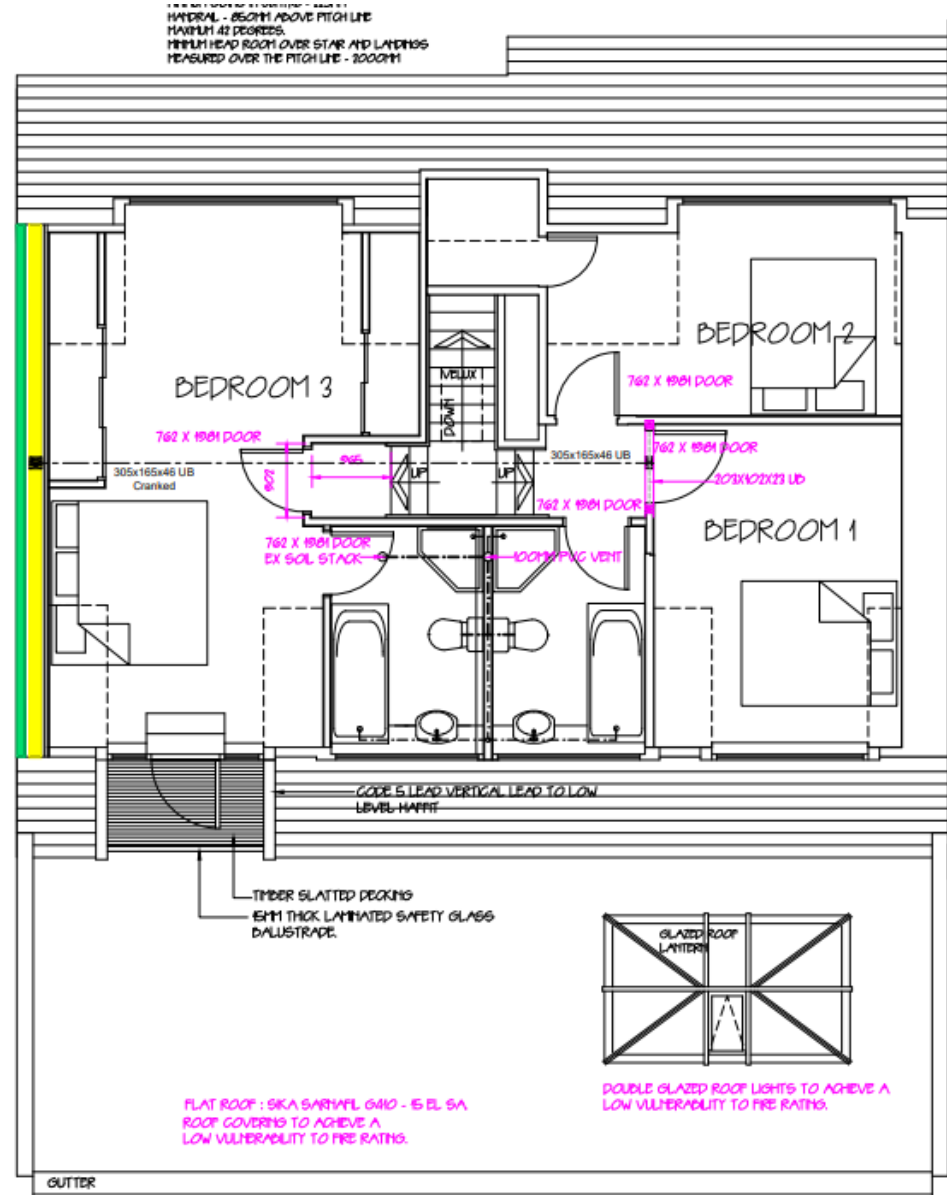 HANDRAIL - 850MM ABOVE PITCH LINE
MAXIMUM 42 DEGREES.
MINIMUM HEAD ROOM OVER STAIR AND LANDINGS
MEASURED OVER THE PITCH LINE - 2000MM
BEDROOM 2
VELUX
BEDROOM 3
762 X 1981 DOOR
DOWN
762 X 1981 DOOR
762 X 1981 DOOR
965
UP
UP
305x165x46 UB
305x165x46 UB
Cranked
902
203X102X23 UB
762 X 1981 DOOR
BEDROOM 1
762 X 1981 DOOR
EX SOIL STACK
100MM PVC VENT
CODE 5 LEAD VERTICAL LEAD TO LOW
LEVEL HAFFIT
TIMBER SLATTED DECKING
15MM THICK LAMINATED SAFETY GLASS
BALUSTRADE.
GLAZED ROOF
LANTERN
FLAT ROOF : SIKA SARNAFIL G410 - 15 EL SA
ROOF COVERING TO ACHIEVE A
LOW VULNERABILITY TO FIRE RATING.
DOUBLE GLAZED ROOF LIGHTS TO ACHIEVE A
LOW VULNERABILITY TO FIRE RATING.
GUTTER